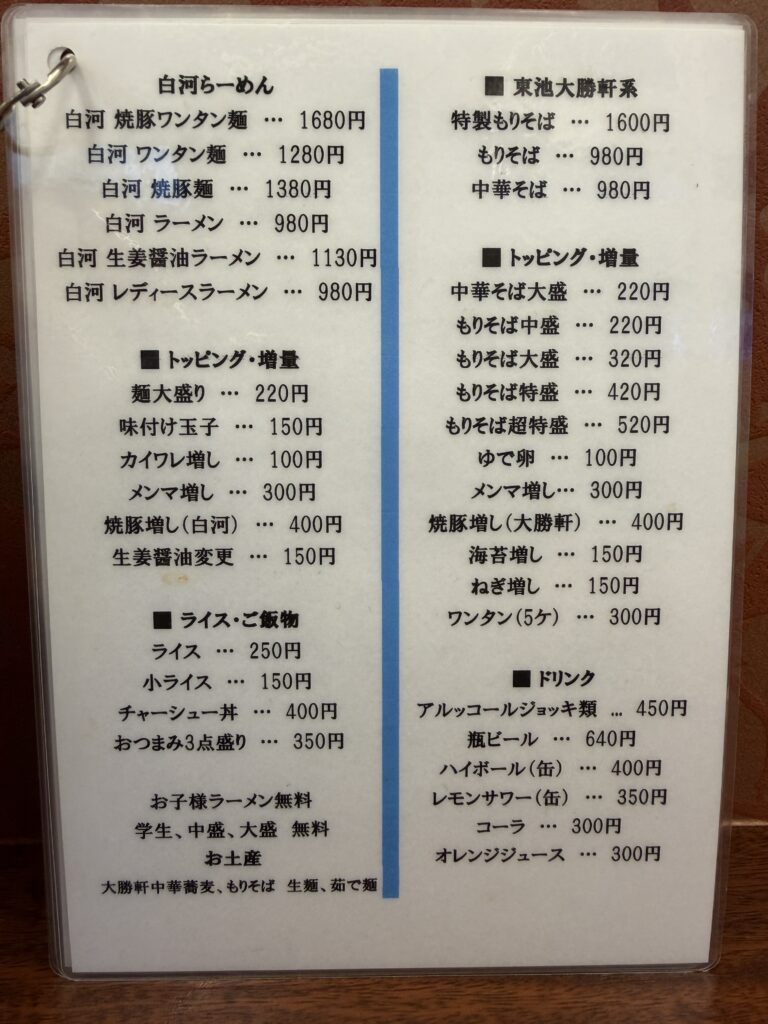 白河らーめん
白河 焼豚ワンタン麺 … 1680円
白河 ワンタン麺 … 1280円
白河 焼豚麺 … 1380円
白河 ラーメン … 980円
白河 生姜醤油ラーメン … 1130円
白河 レディースラーメン … 980円
■ トッピング・増量
麺大盛り … 220円
味付け玉子 … 150円
カイワレ増し … 100円
メンマ増し … 300円
焼豚増し(白河) … 400円
生姜醤油変更 … 150円
■ ライス・ご飯物
ライス … 250円
小ライス … 150円
チャーシュー丼 … 400円
おつまみ3点盛り … 350円
お子様ラーメン無料
学生、中盛、大盛 無料
お土産
大勝軒中華蕎麦、もりそば 生麺、茹で麺
■ 東池大勝軒系
特製もりそば … 1600円
もりそば … 980円
中華そば … 980円
■ トッピング・増量
中華そば大盛 … 220円
もりそば中盛 … 220円
もりそば大盛 … 320円
もりそば特盛 … 420円
もりそば超特盛 … 520円
ゆで卵 … 100円
メンマ増し… 300円
焼豚増し(大勝軒) … 400円
海苔増し … 150円
ねぎ増し … 150円
ワンタン(5ケ) … 300円
■ ドリンク
アルッコールジョッキ類 … 450円
瓶ビール … 640円
ハイボール(缶) … 400円
レモンサワー(缶) … 350円
コーラ … 300円
オレンジジュース … 300円